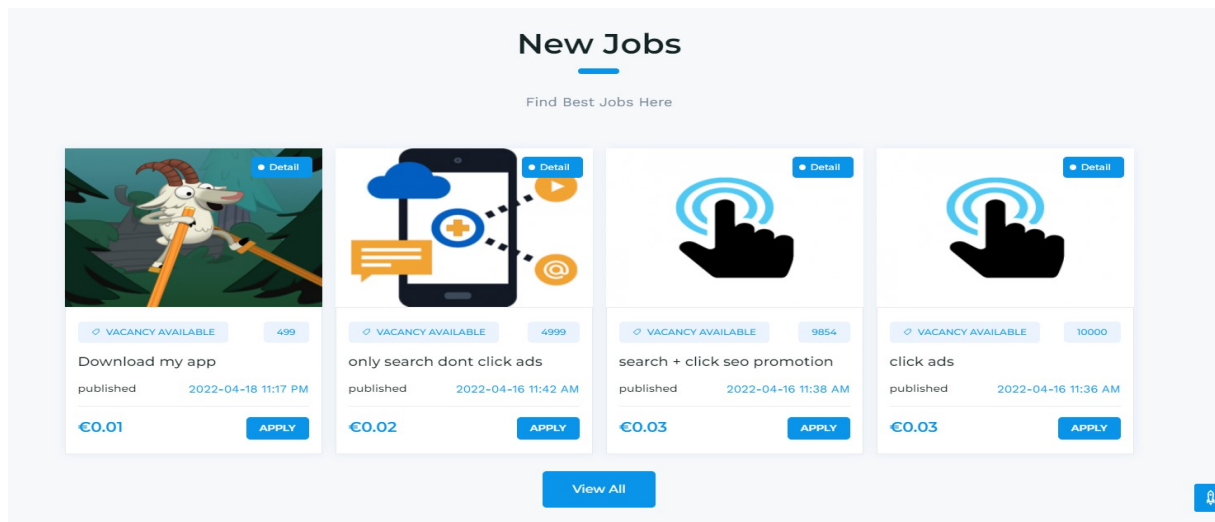 New Jobs
Find Best Jobs Here
Detail
VACANCY AVAILABLE 499
Download my app
published 2022-04-18 11:17 PM
€0.01 APPLY
Detail
VACANCY AVAILABLE 4999
only search dont click ads
published 2022-04-16 11:42 AM
€0.02 APPLY
Detail
VACANCY AVAILABLE 9854
search + click seo promotion
published 2022-04-16 11:38 AM
€0.03 APPLY
Detail
VACANCY AVAILABLE 10000
click ads
published 2022-04-16 11:36 AM
€0.03 APPLY
View All